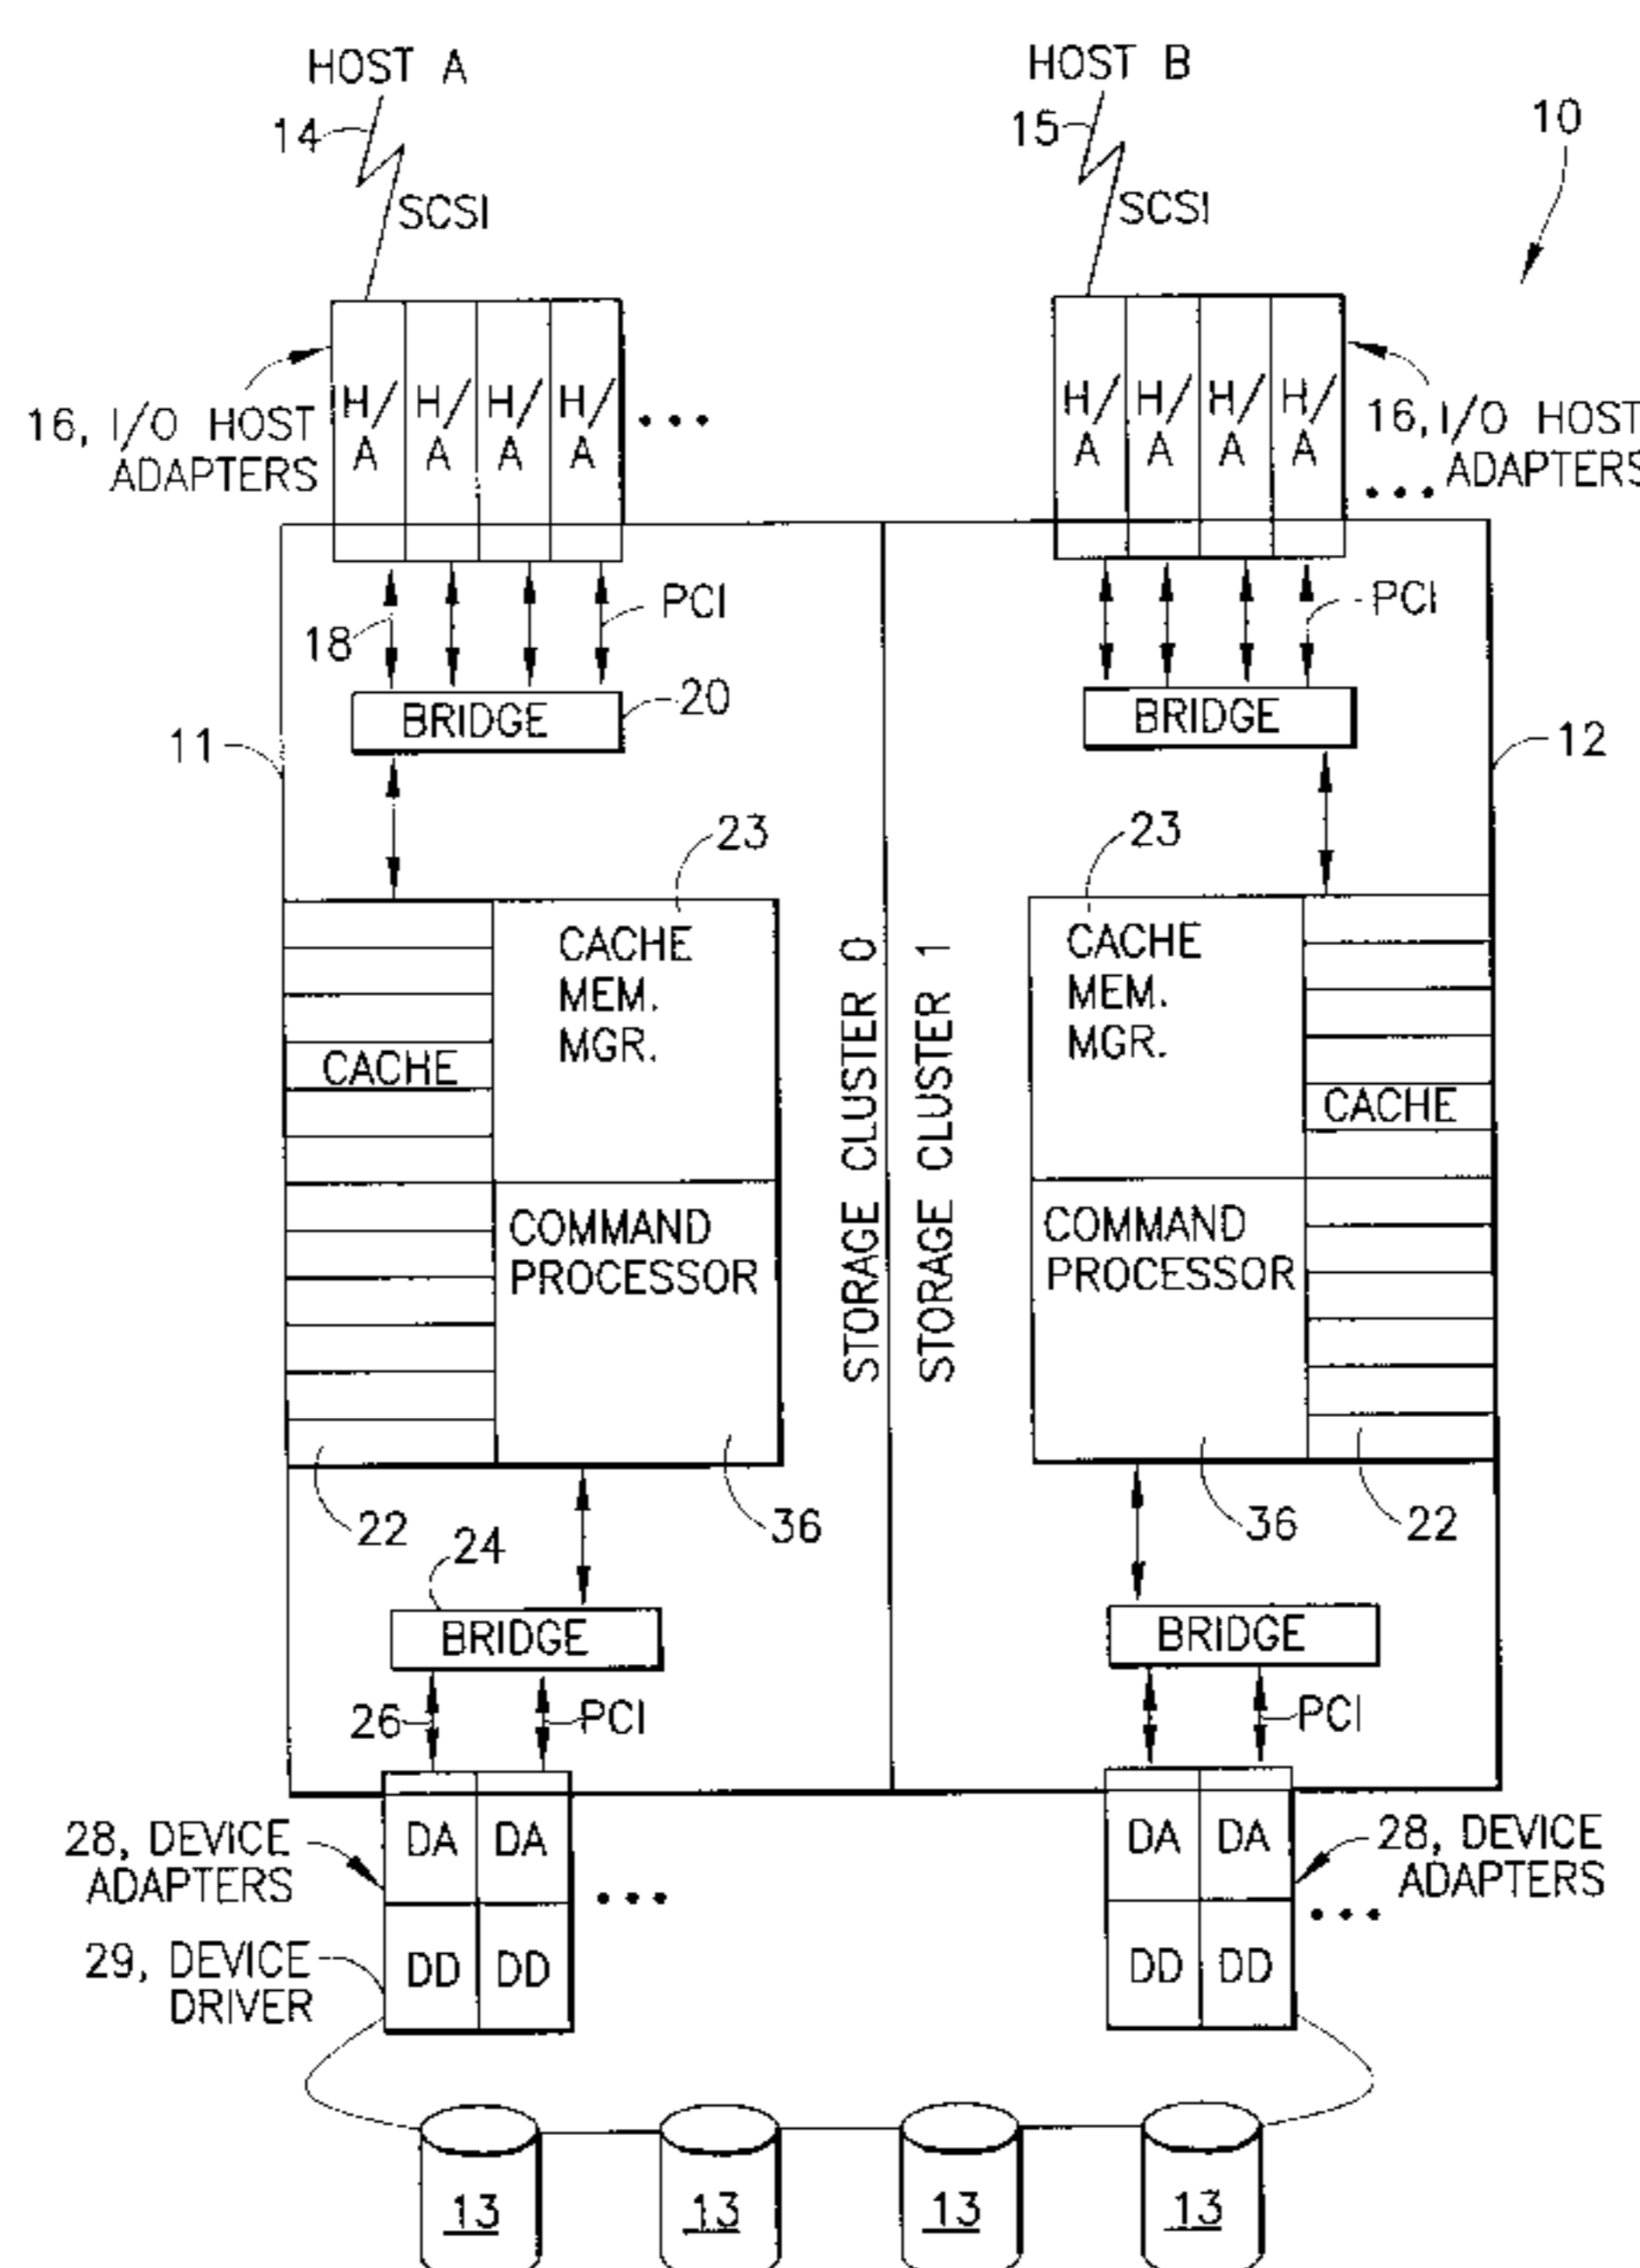 HOST A
HOST B
14
15
10
SCSI
SCSI
H/A H/A H/A H/A
H/A H/A H/A H/A
16, I/O HOST
ADAPTERS
16, I/O HOST
ADAPTERS
18
PCI
PCI
BRIDGE
20
BRIDGE
11
12
23
23
CACHE
MEM.
MGR.
CACHE
MEM.
MGR.
CACHE
CACHE
STORAGE CLUSTER 0
STORAGE CLUSTER 1
COMMAND
PROCESSOR
COMMAND
PROCESSOR
22
36
36
22
24
BRIDGE
BRIDGE
26
PCI
PCI
28, DEVICE
ADAPTERS
DA DA
DA DA
28, DEVICE
ADAPTERS
29, DEVICE
DRIVER
DD DD
DD DD
13
13
13
13